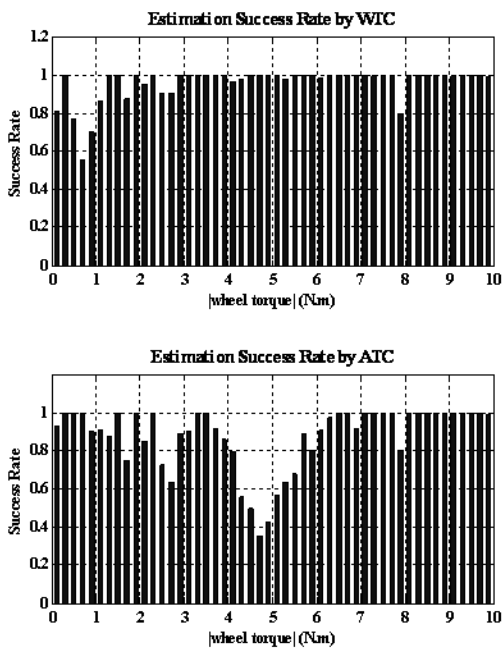 Estimation Success Rate by WTC
1.2
1
0.8
0.6
0.4
0.2
0
Success Rate
0 1 2 3 4 5 6 7 8 9 10
|wheel torque| (N.m)
Estimation Success Rate by ATC
1
0.8
0.6
0.4
0.2
0
Success Rate
0 1 2 3 4 5 6 7 8 9 10
|wheel torque| (N.m)